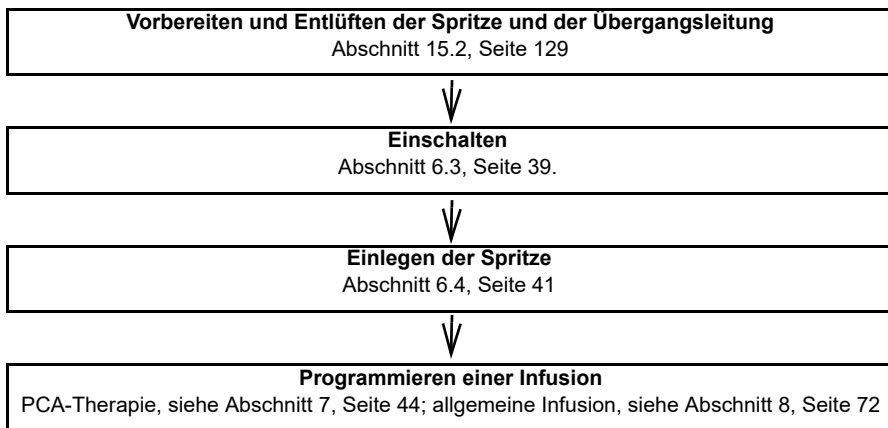 Vorbereiten und Entlüften der Spritze und der Übergangsleitung
Abschnitt 15.2, Seite 129
Einschalten
Abschnitt 6.3, Seite 39.
Einlegen der Spritze
Abschnitt 6.4, Seite 41
Programmieren einer Infusion
PCA-Therapie, siehe Abschnitt 7, Seite 44; allgemeine Infusion, siehe Abschnitt 8, Seite 72